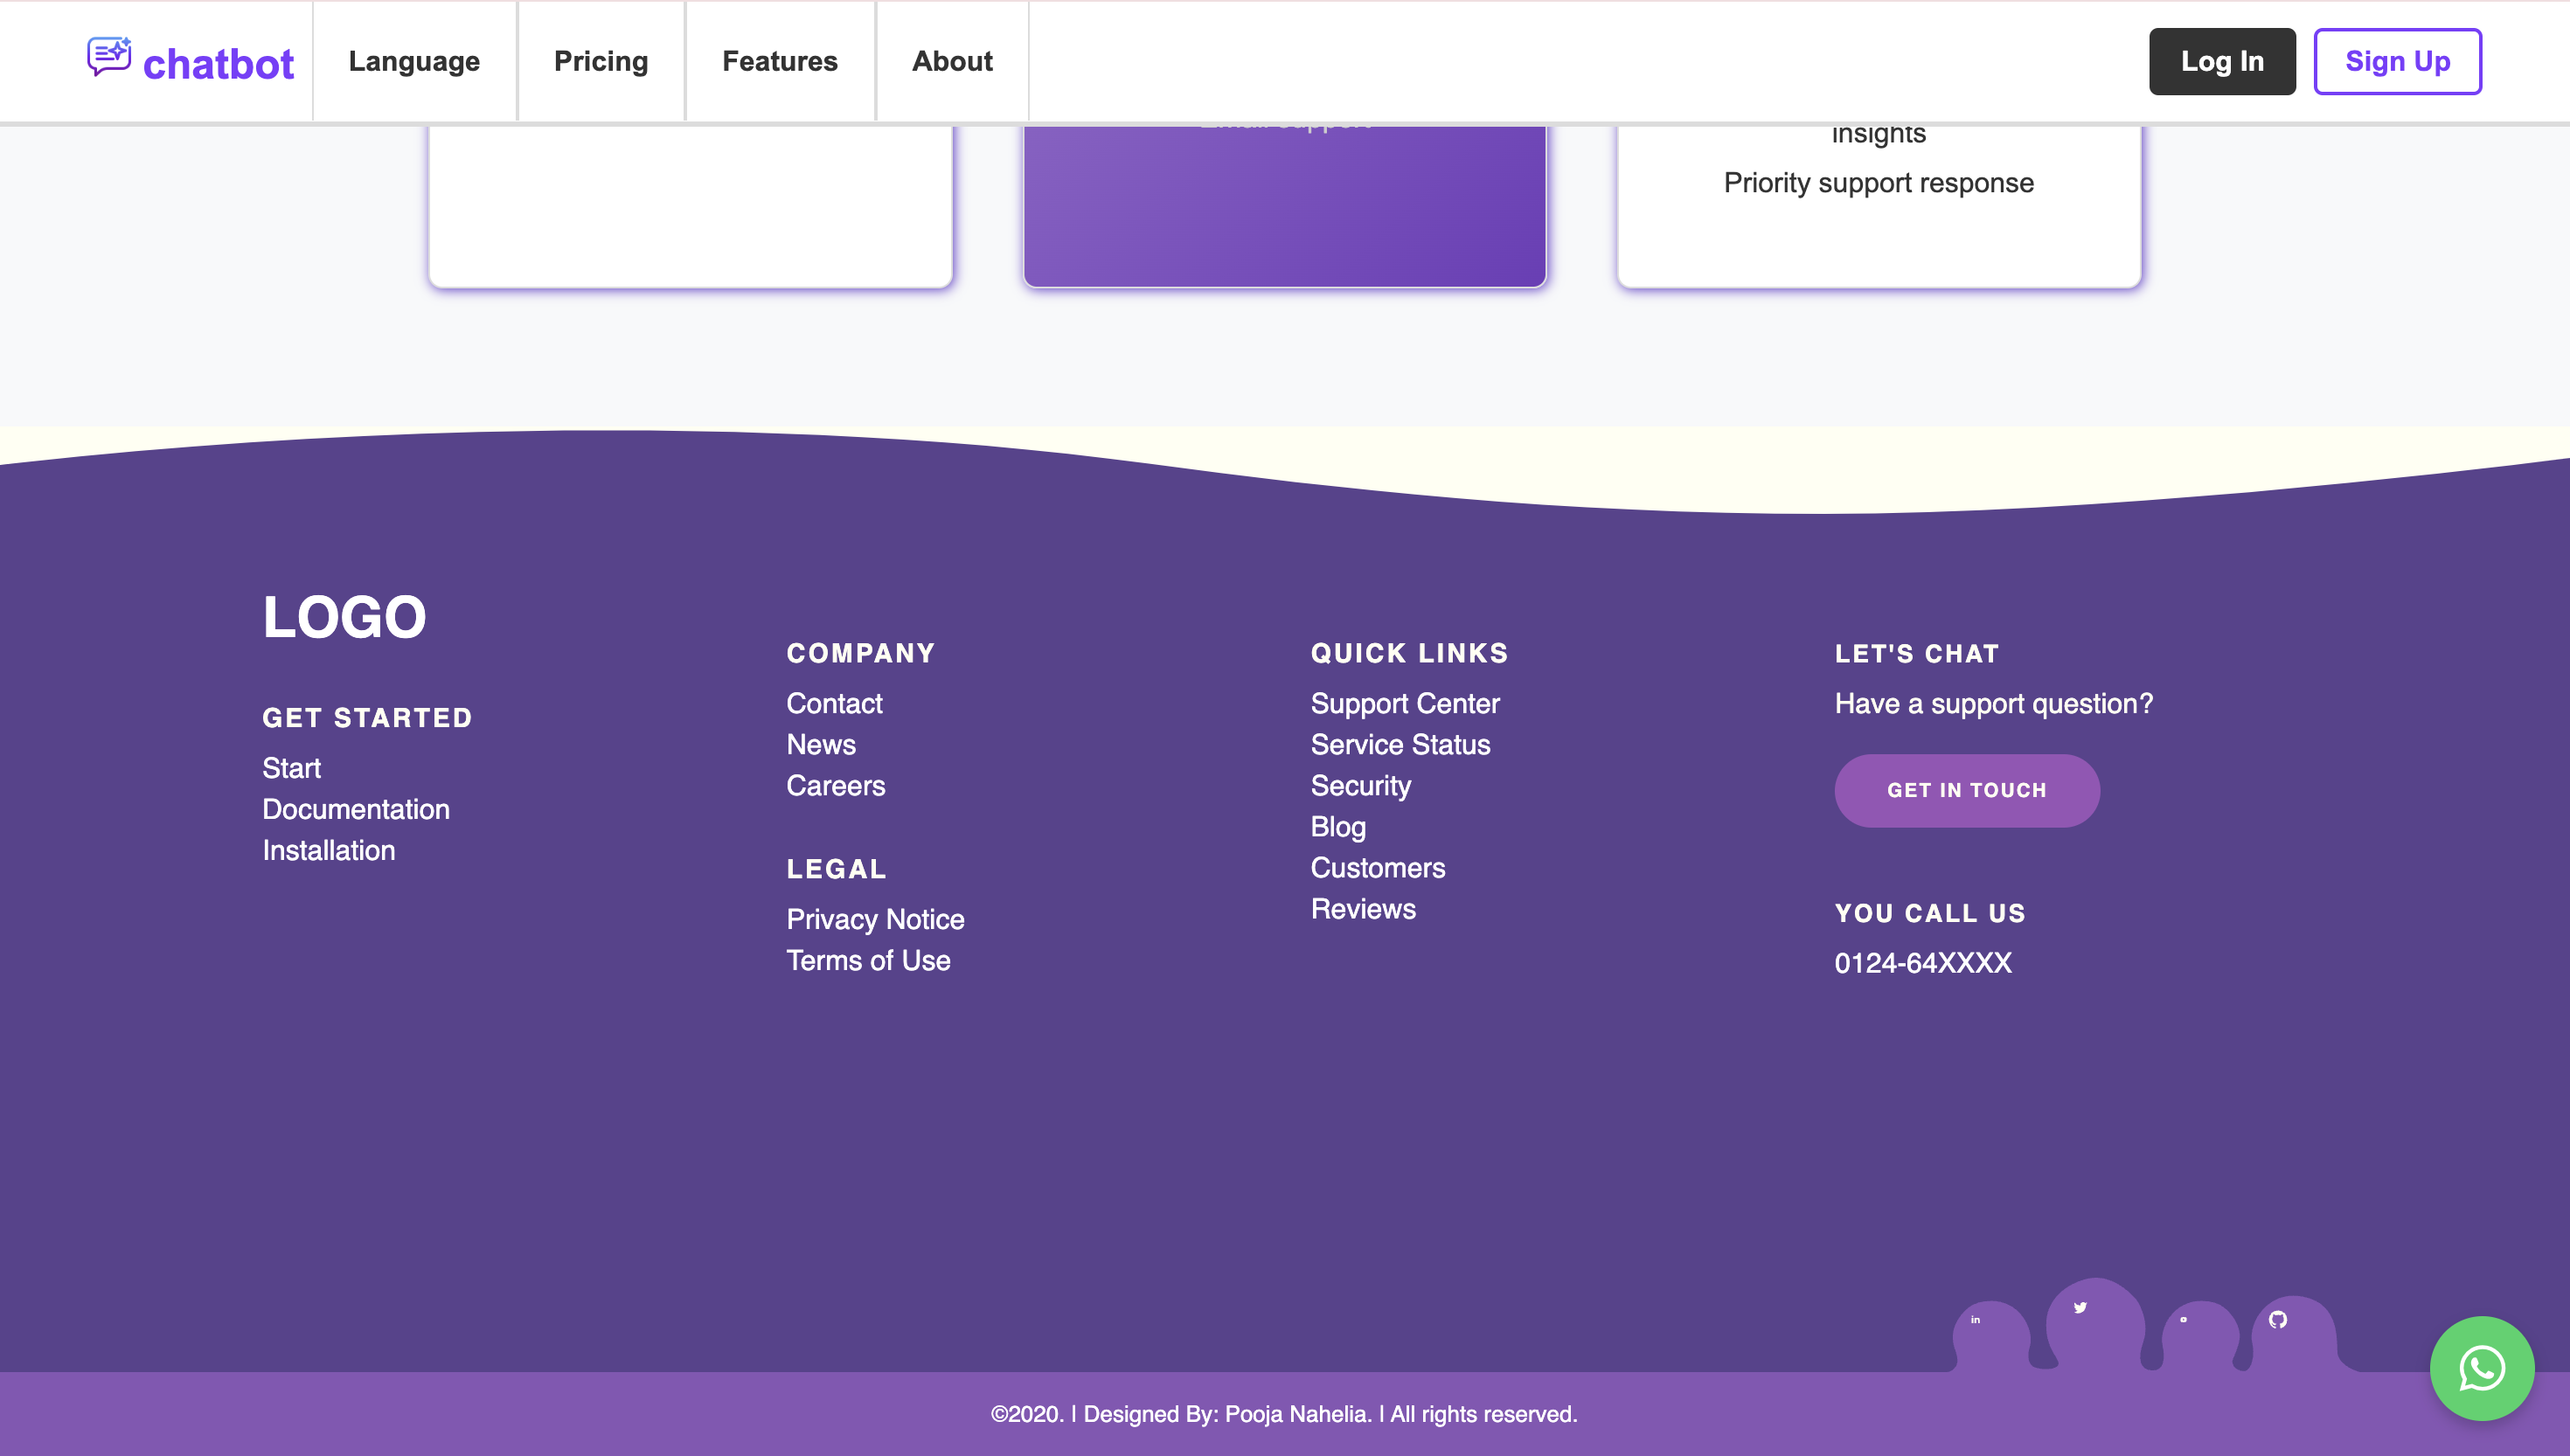 chatbot
Language
Pricing
Features
About
Log In
Sign Up
Email support
insights
Priority support response
LOGO
GET STARTED
Start
Documentation
Installation
COMPANY
Contact
News
Careers
LEGAL
Privacy Notice
Terms of Use
QUICK LINKS
Support Center
Service Status
Security
Blog
Customers
Reviews
LET'S CHAT
Have a support question?
GET IN TOUCH
YOU CALL US
0124-64XXXX
in
©2020. | Designed By: Pooja Nahelia. | All rights reserved.